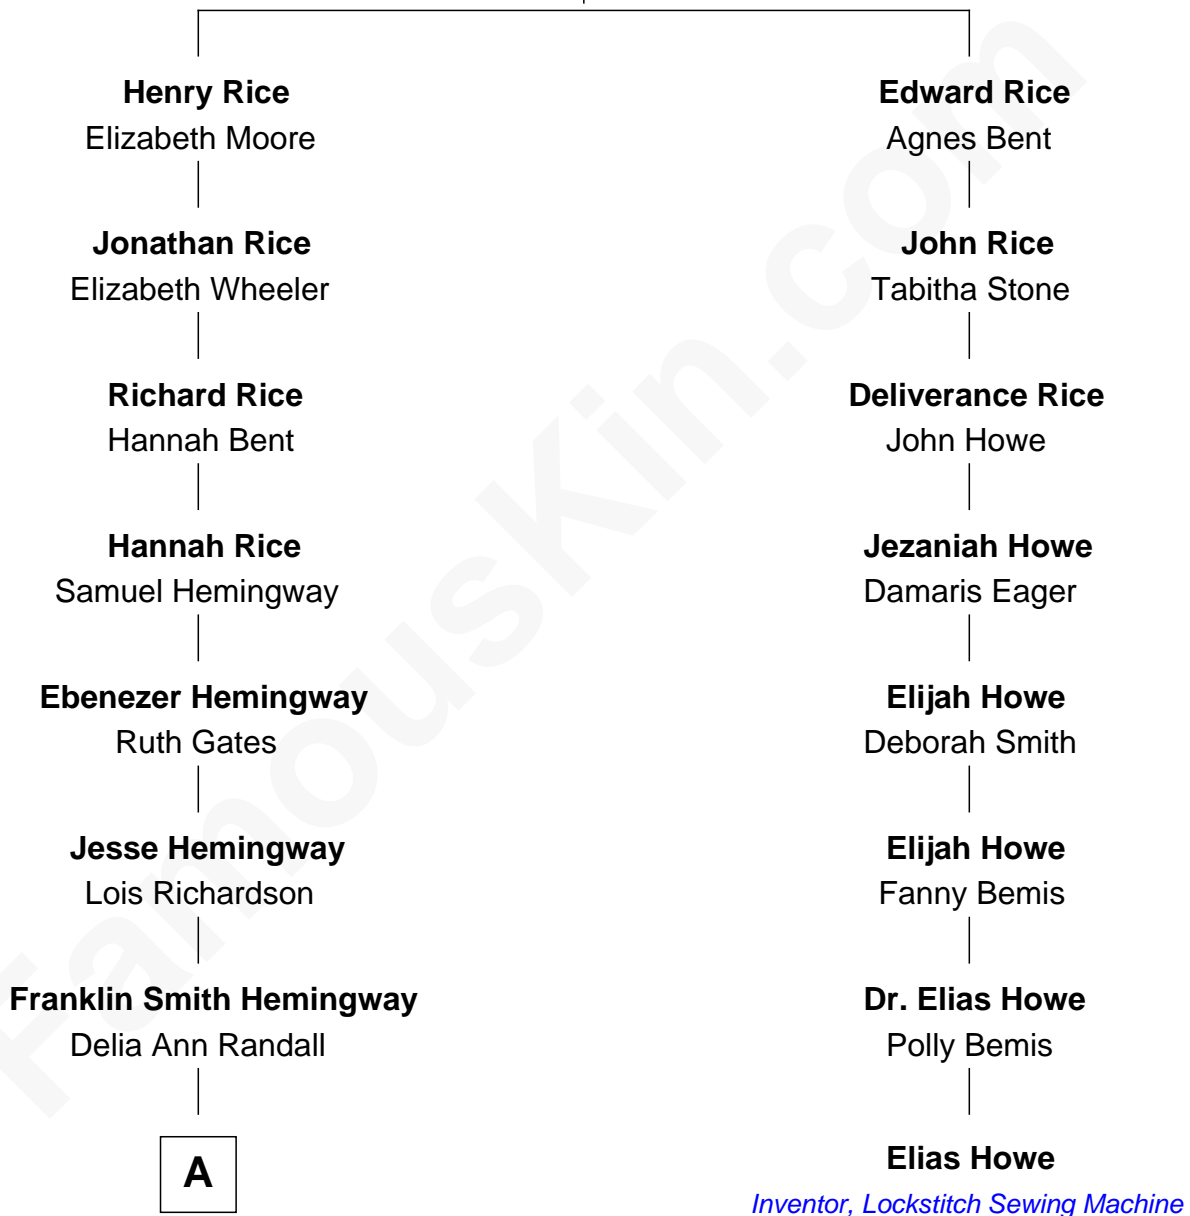 Henry Rice
Elizabeth Moore
Jonathan Rice
Elizabeth Wheeler
Richard Rice
Hannah Bent
Hannah Rice
Samuel Hemingway
Ebenezer Hemingway
Ruth Gates
Jesse Hemingway
Lois Richardson
Franklin Smith Hemingway
Delia Ann Randall
A
Edward Rice
Agnes Bent
John Rice
Tabitha Stone
Deliverance Rice
John Howe
Jezaniah Howe
Damaris Eager
Elijah Howe
Deborah Smith
Elijah Howe
Fanny Bemis
Dr. Elias Howe
Polly Bemis
Elias Howe
Inventor, Lockstitch Sewing Machine
FamousKin.com